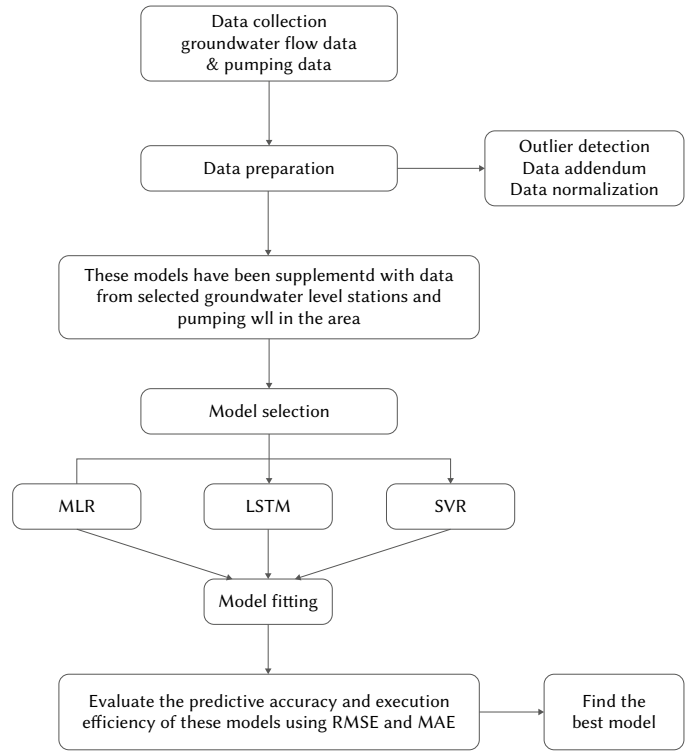 Data collection
groundwater flow data
& pumping data
Data preparation
Outlier detection
Data addendum
Data normalization
These models have been supplementd with data
from selected groundwater level stations and
pumping wll in the area
Model selection
MLR
LSTM
SVR
Model fitting
Evaluate the predictive accuracy and execution
efficiency of these models using RMSE and MAE
Find the
best model